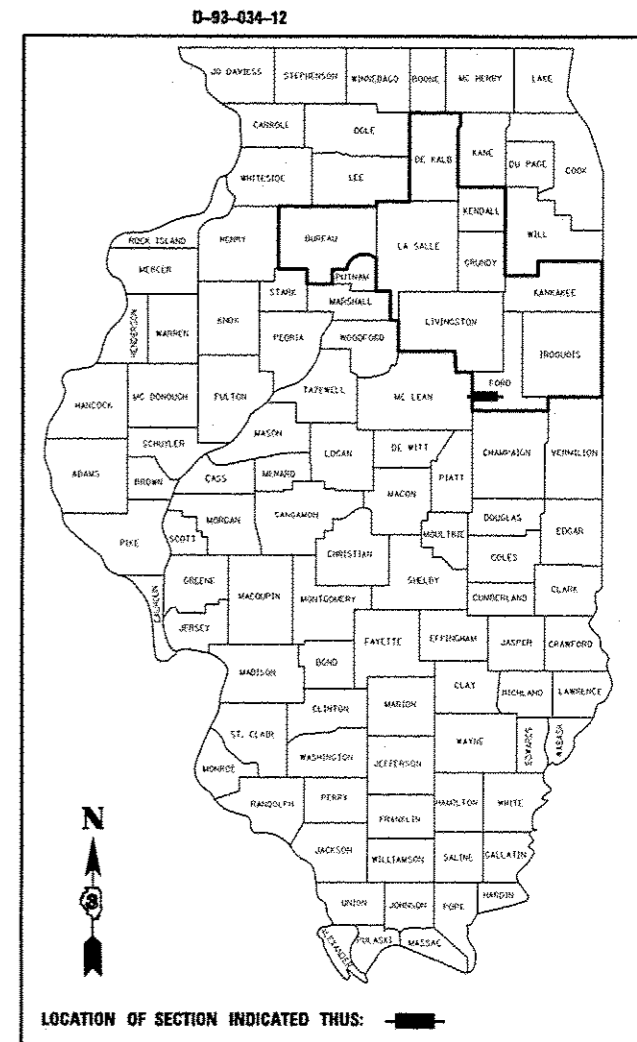 D-93-034-12
JO DAVIESS STEPHENSON WINNEBAGO BOONE MC HENRY LAKE
CARROLL OGLE
DE KALB KANE DU PAGE COOK
WHITESIDE LEE
KENDALL
ROCK ISLAND HENRY BUREAU LA SALLE GRUNDY WILL
MERCER STARK PUTNAM KANKAKEE
MARSHALL
HENDERSON WARREN KNOX PEORIA WOODFORD LIVINGSTON IROQUOIS
FORD
HANCOCK MC DONOUGH FULTON TAZEWELL MC LEAN
MASON
SCHUYLER LOGAN DE WITT CHAMPAIGN VERMILION
ADAMS BROWN CASS MENARD PIATT
MACON
PIKE SCOTT MORGAN SANGAMON MOULTRIE DOUGLAS EDGAR
CHRISTIAN COLES
GREENE SHELBY
CALHOUN MACOUPIN MONTGOMERY CUMBERLAND CLARK
JERSEY
FAYETTE EFFINGHAM JASPER CRAWFORD
MADISON BOND
CLAY RICHLAND LAWRENCE
CLINTON MARION
ST. CLAIR WAYNE EDWARDS WABASH
WASHINGTON JEFFERSON
MONROE
RANDOLPH PERRY HAMILTON WHITE
FRANKLIN
JACKSON WILLIAMSON SALINE GALLATIN
UNION JOHNSON POPE HARDIN
ALEXANDER PULASKI MASSAC
N
3
LOCATION OF SECTION INDICATED THUS: